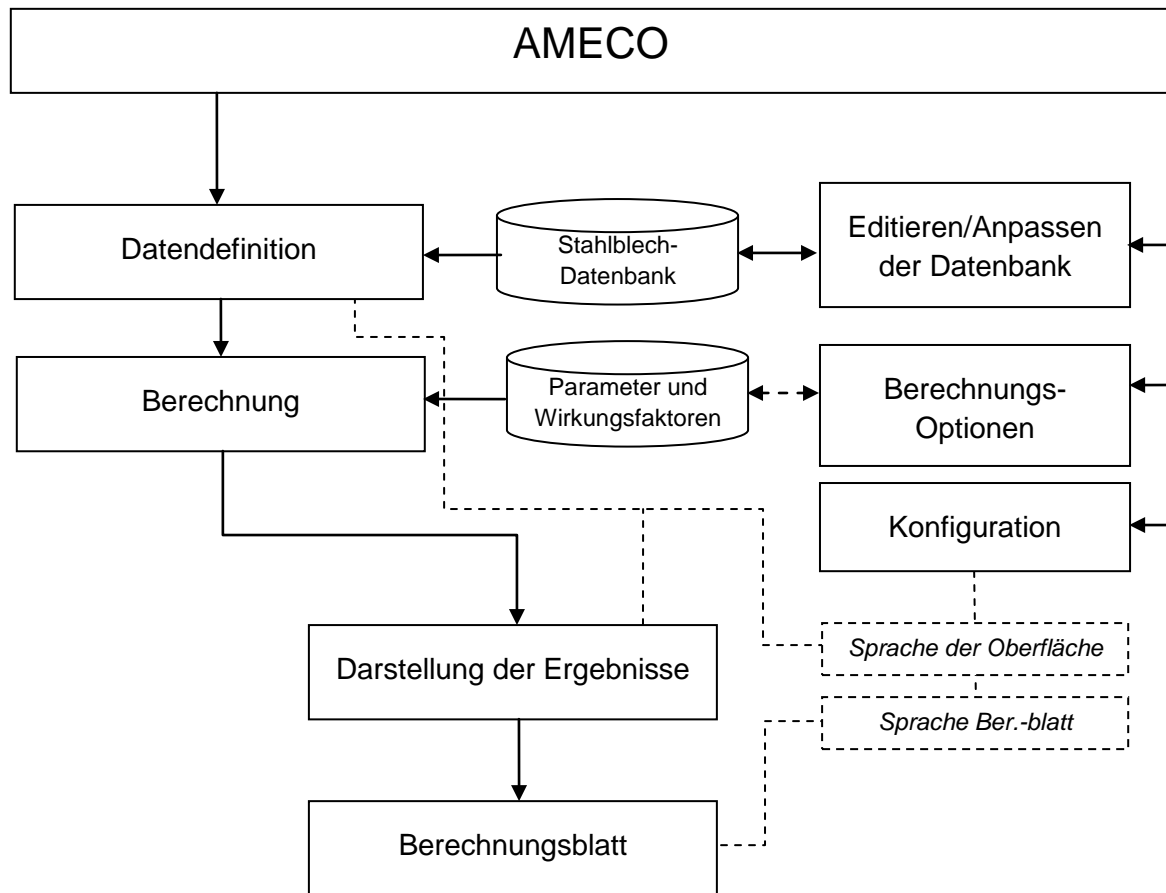 AMECO
Datendefinition
Stahlblech-
Datenbank
Editieren/Anpassen
der Datenbank
Berechnung
Parameter und
Wirkungsfaktoren
Berechnungs-
Optionen
Konfiguration
Darstellung der Ergebnisse
Sprache der Oberfläche
Sprache Ber.-blatt
Berechnungsblatt